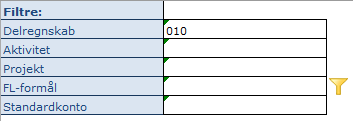 Filtre:
Delregnskab 010
Aktivitet
Projekt
FL-formål
Standardkonto